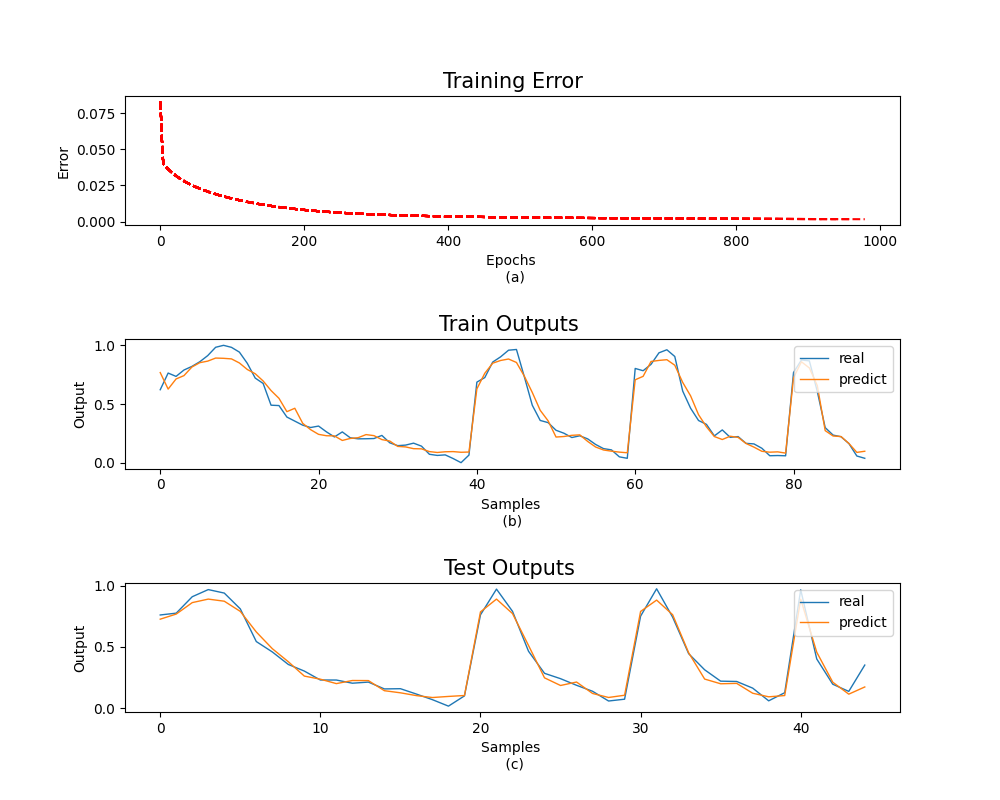 Training Error
0.075
0.050
0.025
0.000
Error
0 200 400 600 800 1000
Epochs
(a)
Train Outputs
1.0
0.5
0.0
Output
real
predict
0 20 40 60 80
Samples
(b)
Test Outputs
1.0
0.5
0.0
Output
real
predict
0 10 20 30 40
Samples
(c)